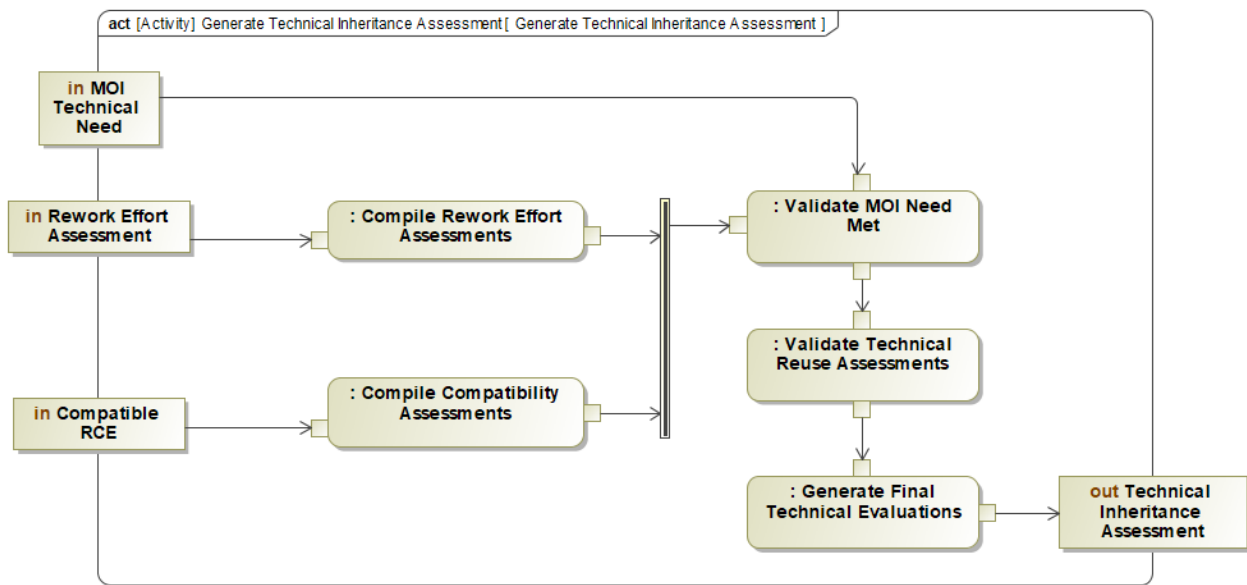 act [Activity] Generate Technical Inheritance Assessment[ Generate Technical Inheritance Assessment ]
in MOI
Technical
Need
in Rework Effort
Assessment
: Compile Rework Effort
Assessments
: Validate MOI Need
Met
: Validate Technical
Reuse Assessments
in Compatible
RCE
: Compile Compatibility
Assessments
: Generate Final
Technical Evaluations
out Technical
Inheritance
Assessment